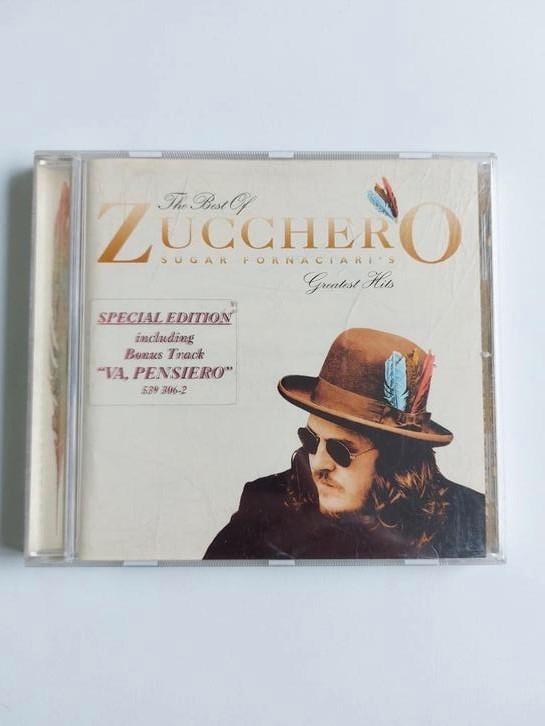 The Best Of
ZUCCHERO
SUGAR FORNACIARI'S
Greatest Hits
SPECIAL EDITION
including
Bonus Track
"VA, PENSIERO"
539 306-2